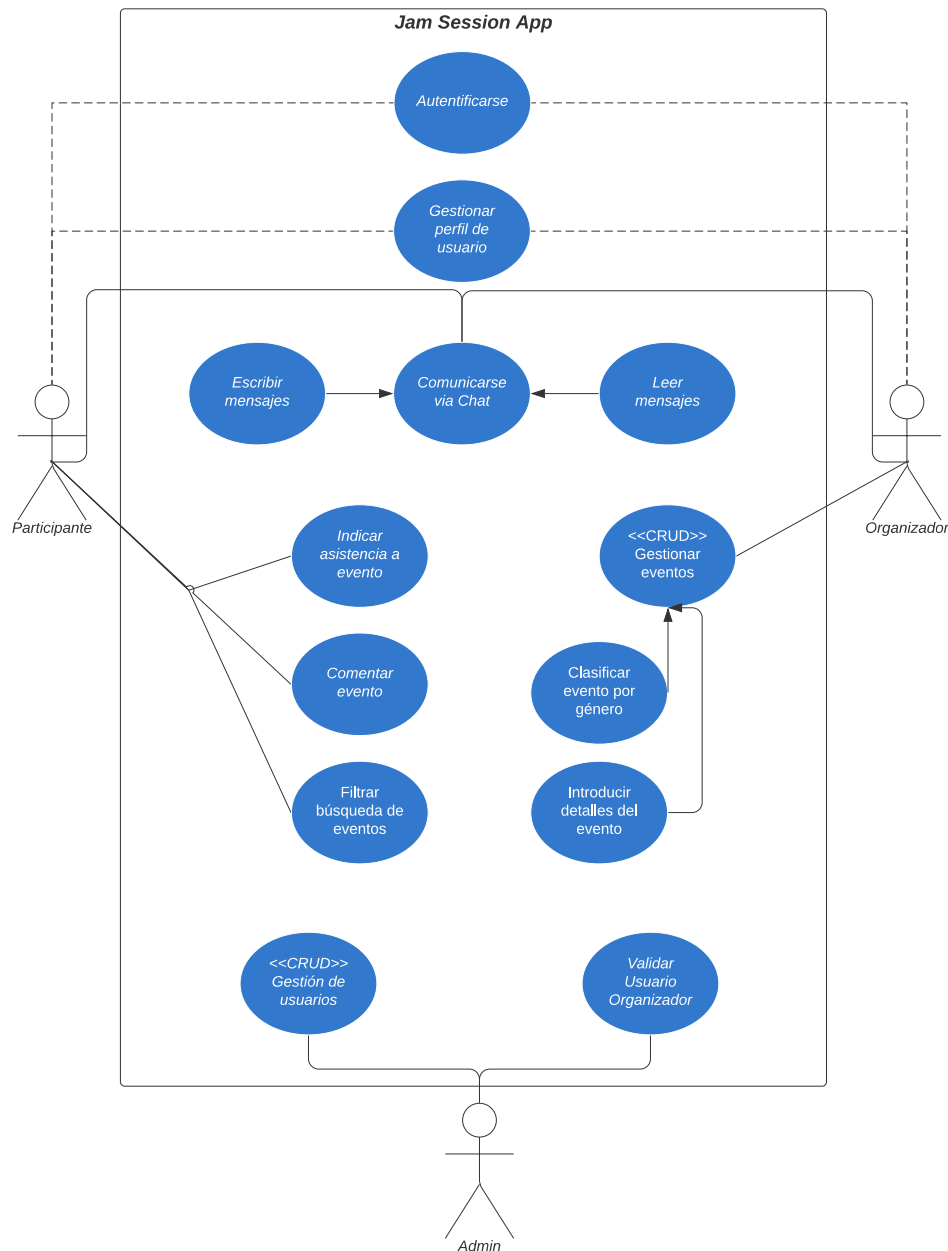 Jam Session App
Autentificarse
Gestionar
perfil de
usuario
Escribir
mensajes
Comunicarse
via Chat
Leer
mensajes
Participante
Organizador
Indicar
asistencia a
evento
<<CRUD>>
Gestionar
eventos
Comentar
evento
Clasificar
evento por
género
Filtrar
búsqueda de
eventos
Introducir
detalles del
evento
<<CRUD>>
Gestión de
usuarios
Validar
Usuario
Organizador
Admin